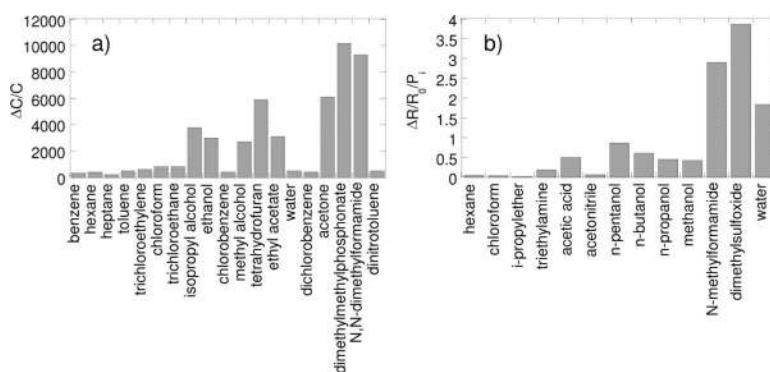 a)
ΔC/C
12000
10000
8000
6000
4000
2000
0
benzene
hexane
heptane
toluene
trichloroethylene
chloroform
trichloroethane
isopropyl alcohol
ethanol
chlorobenzene
methyl alcohol
tetrahydrofuran
ethyl acetate
water
dichlorobenzene
acetone
dimethylmethylphosphonate
N,N-dimethylformamide
dinitrotoluene
b)
ΔR/R₀/Pᵢ
4
3.5
3
2.5
2
1.5
1
0.5
0
hexane
chloroform
i-propylether
triethylamine
acetic acid
acetonitrile
n-pentanol
n-butanol
n-propanol
methanol
N-methylformamide
dimethylsulfoxide
water